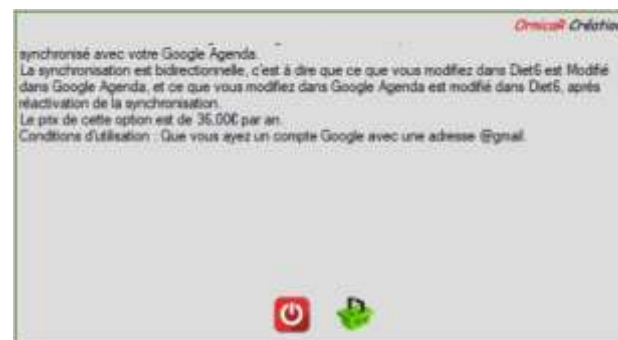 OrnicaR Création
synchronisé avec votre Google Agenda.
La synchronisation est bidirectionnelle, c'est à dire que ce que vous modifiez dans Diet6 est Modifié
dans Google Agenda, et ce que vous modifiez dans Google Agenda est modifié dans Diet6, après
réactivation de la synchronisation.
Le prix de cette option est de 36.00€ par an.
Conditions d'utilisation : Que vous ayez un compte Google avec une adresse @gmail.